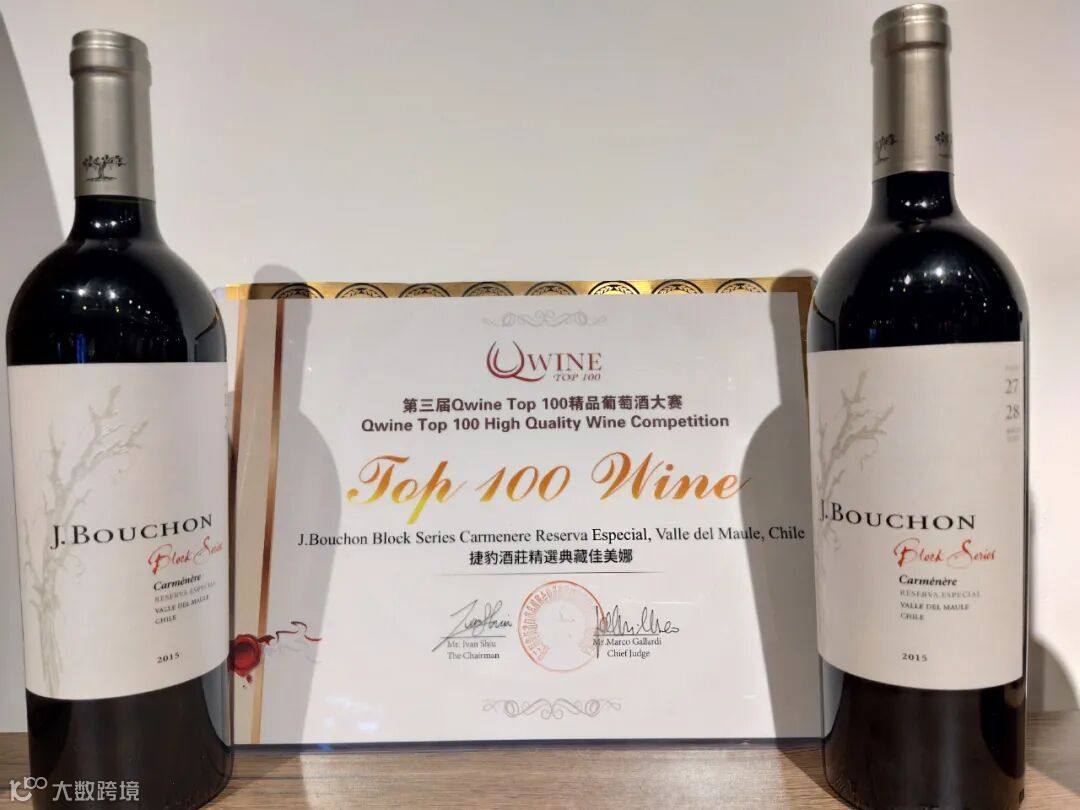 J.BOUCHON
Block Series
Carménère
RESERVA ESPECIAL
VALLE DEL MAULE
CHILE
2015
QWINE
TOP 100
第三届Qwine Top 100精品葡萄酒大赛
Qwine Top 100 High Quality Wine Competition
Top 100 Wine
J.Bouchon Block Series Carmenere Reserva Especial, Valle del Maule, Chile
捷豹酒莊精選典藏佳美娜
Mr. Ivan Shiu
The Chairman
Mr. Marco Gallardi
Chief Judge
27
28
J.BOUCHON
Block Series
Carménère
RESERVA ESPECIAL
VALLE DEL MAULE
CHILE
2015
大数跨境